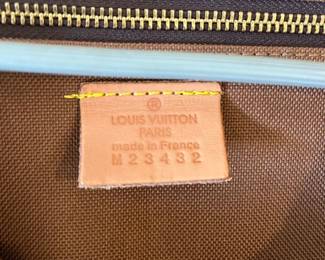 ®
LOUIS VUITTON
PARIS
made in France
M23432